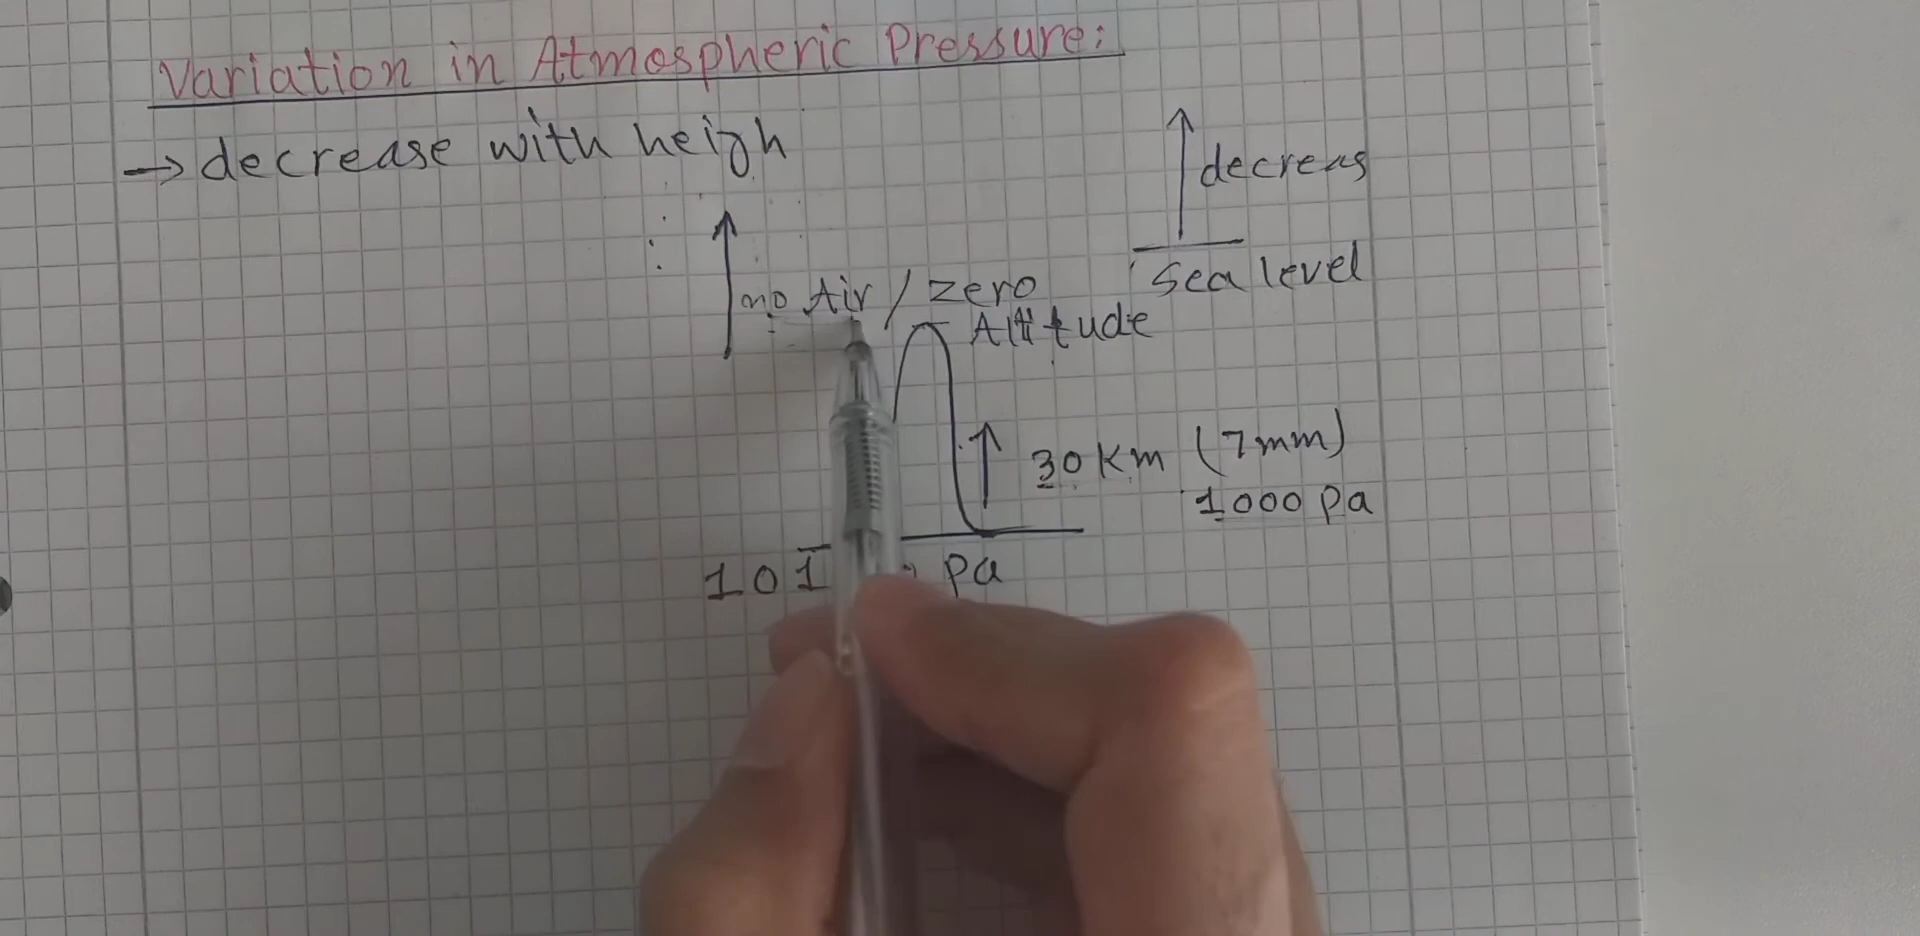 Variation in Atmospheric Pressure:
→ decrease with heigh
decreas
sea level
no Air / zero
Altitude
30 Km (7mm)
1000 pa
101 pa